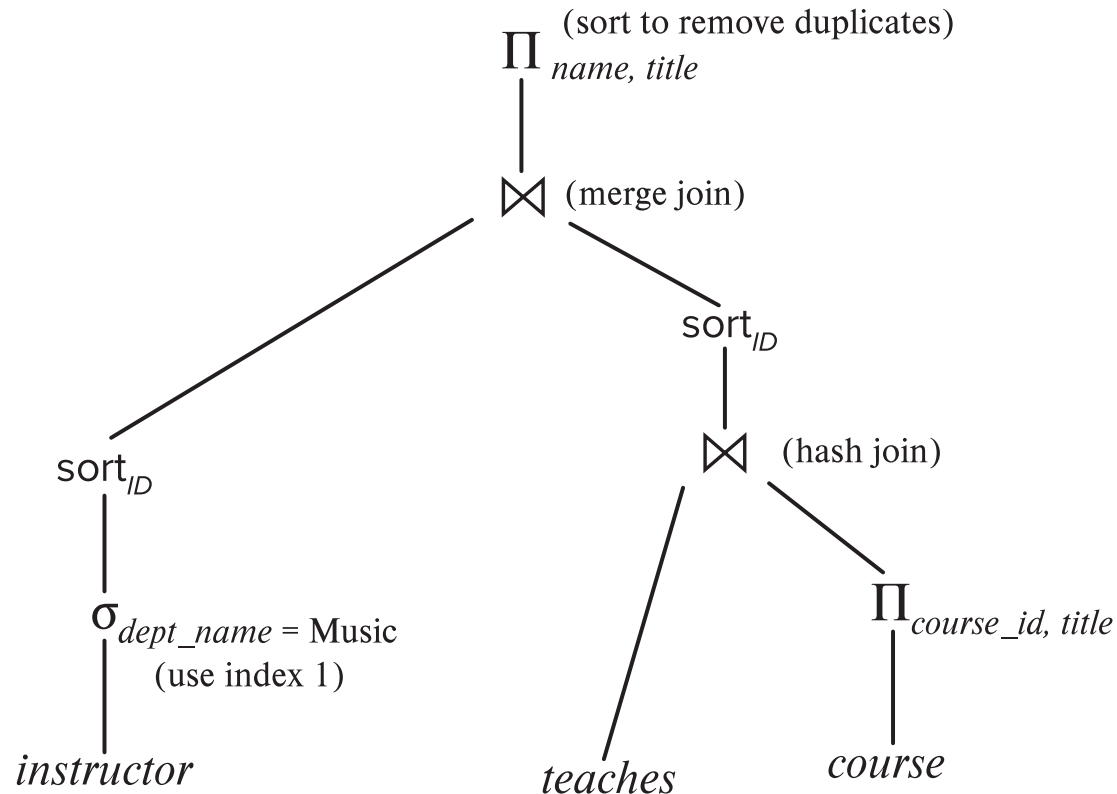 Π (sort to remove duplicates)
name, title
⋈ (merge join)
sort ID
⋈ (hash join)
sort ID
Π course_id, title
σ dept_name = Music
(use index 1)
instructor
teaches
course